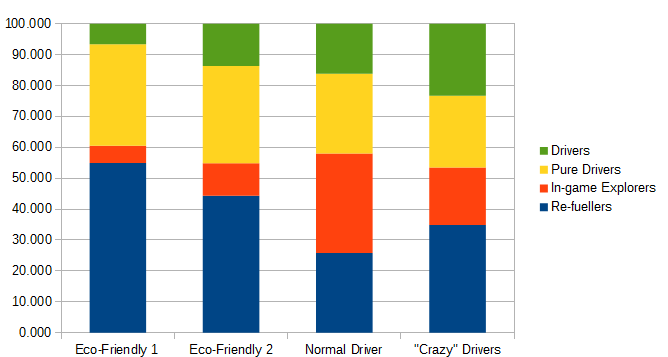 100.000
90.000
80.000
70.000
60.000
50.000
40.000
30.000
20.000
10.000
0.000
Eco-Friendly 1 Eco-Friendly 2 Normal Driver "Crazy" Drivers
Drivers
Pure Drivers
In-game Explorers
Re-fuellers